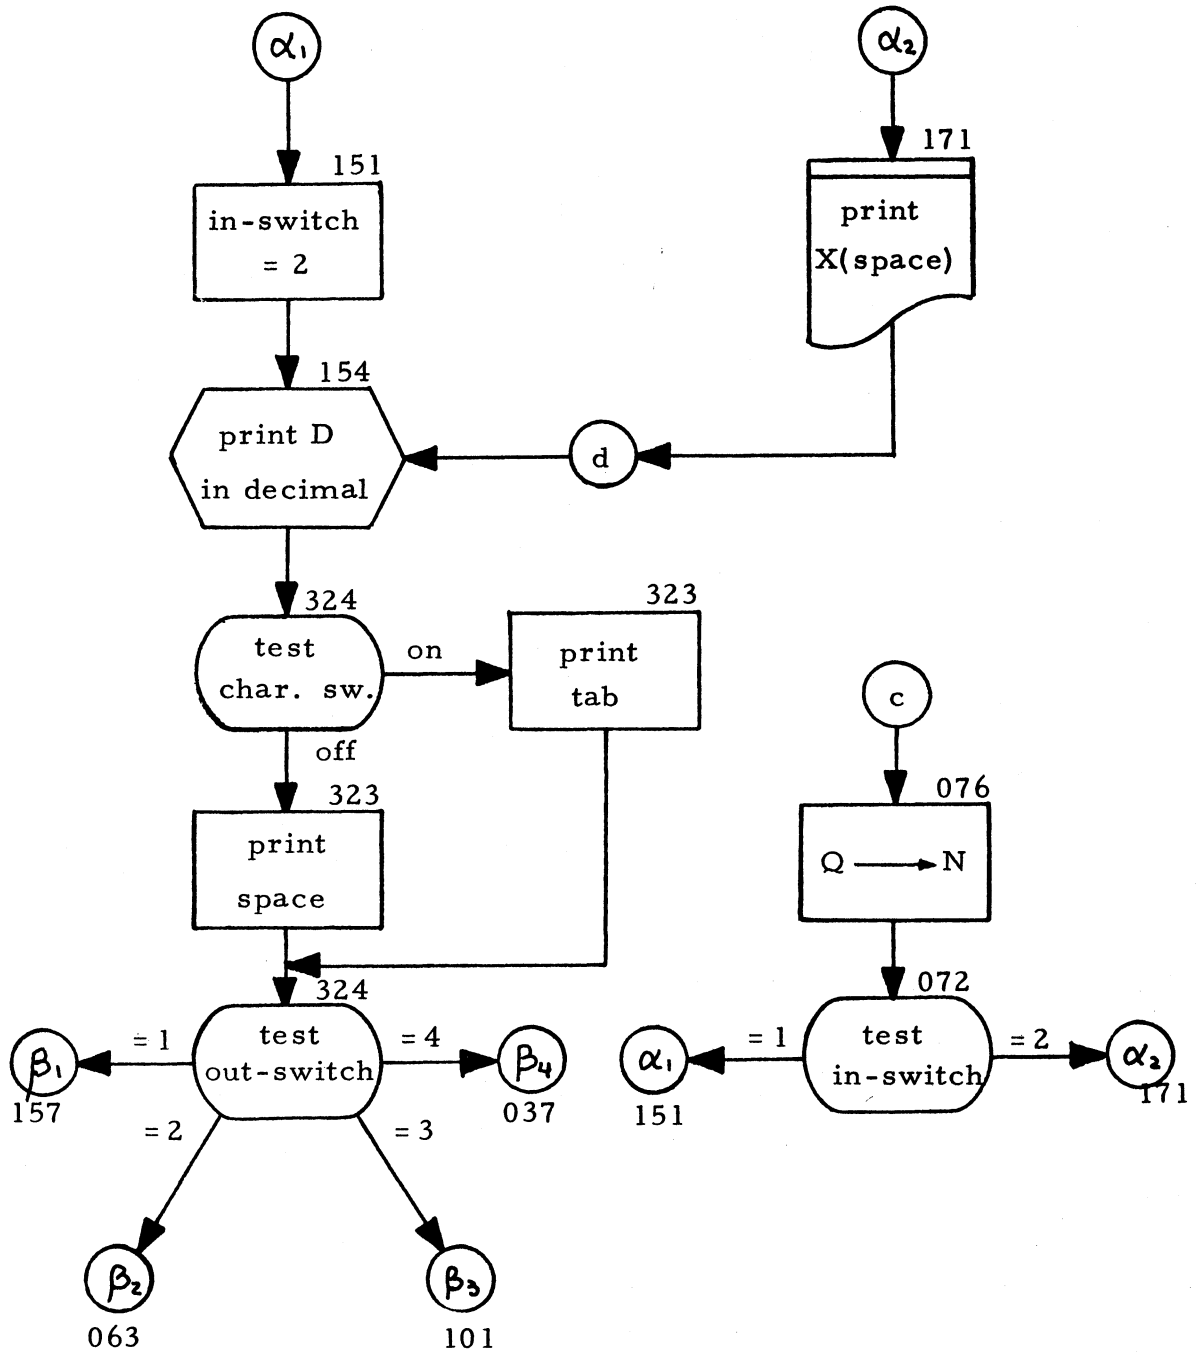 α1
α2
151
171
in-switch
= 2
print
X(space)
154
print D
in decimal
d
324
323
test
char. sw.
on
print
tab
off
c
323
076
print
space
Q → N
324
072
test
out-switch
= 1
= 4
β1
157
β4
037
= 2
= 3
β2
063
β3
101
test
in-switch
= 1
= 2
α1
151
α2
171